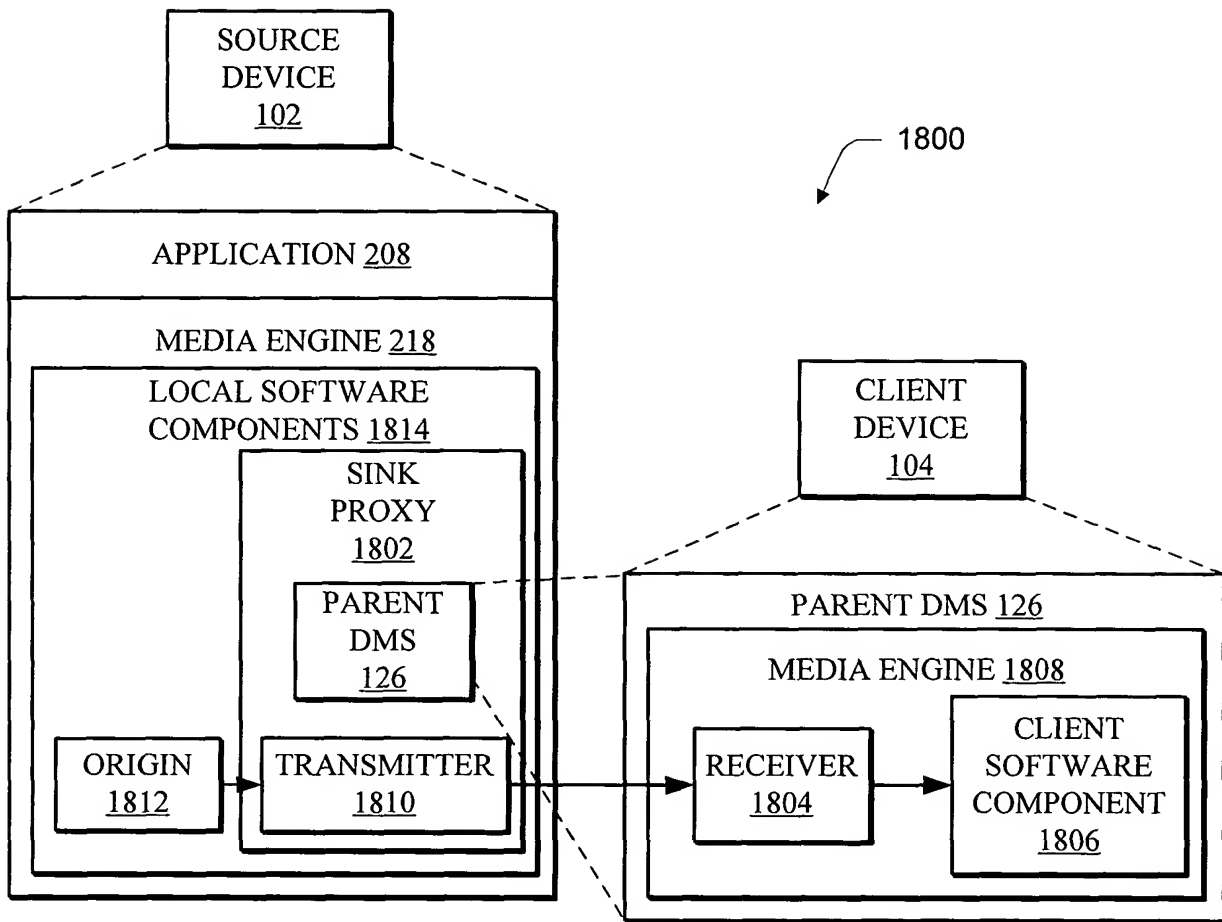 SOURCE
DEVICE
102
1800
APPLICATION 208
MEDIA ENGINE 218
LOCAL SOFTWARE
COMPONENTS 1814
SINK
PROXY
1802
PARENT
DMS
126
ORIGIN
1812
TRANSMITTER
1810
CLIENT
DEVICE
104
PARENT DMS 126
MEDIA ENGINE 1808
RECEIVER
1804
CLIENT
SOFTWARE
COMPONENT
1806